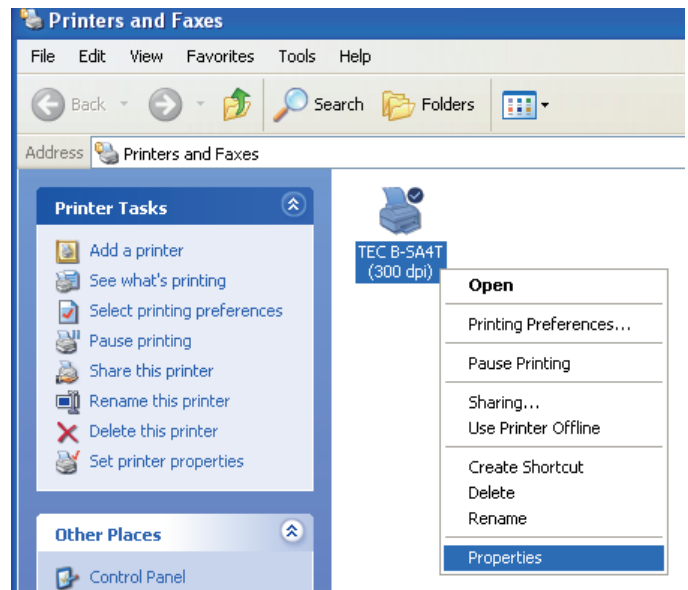 Printers and Faxes
File Edit View Favorites Tools Help
Back Search Folders
Address Printers and Faxes
Printer Tasks
Add a printer
See what's printing
Select printing preferences
Pause printing
Share this printer
Rename this printer
Delete this printer
Set printer properties
Other Places
Control Panel
TEC B-SA4T
(300 dpi)
Open
Printing Preferences...
Pause Printing
Sharing...
Use Printer Offline
Create Shortcut
Delete
Rename
Properties